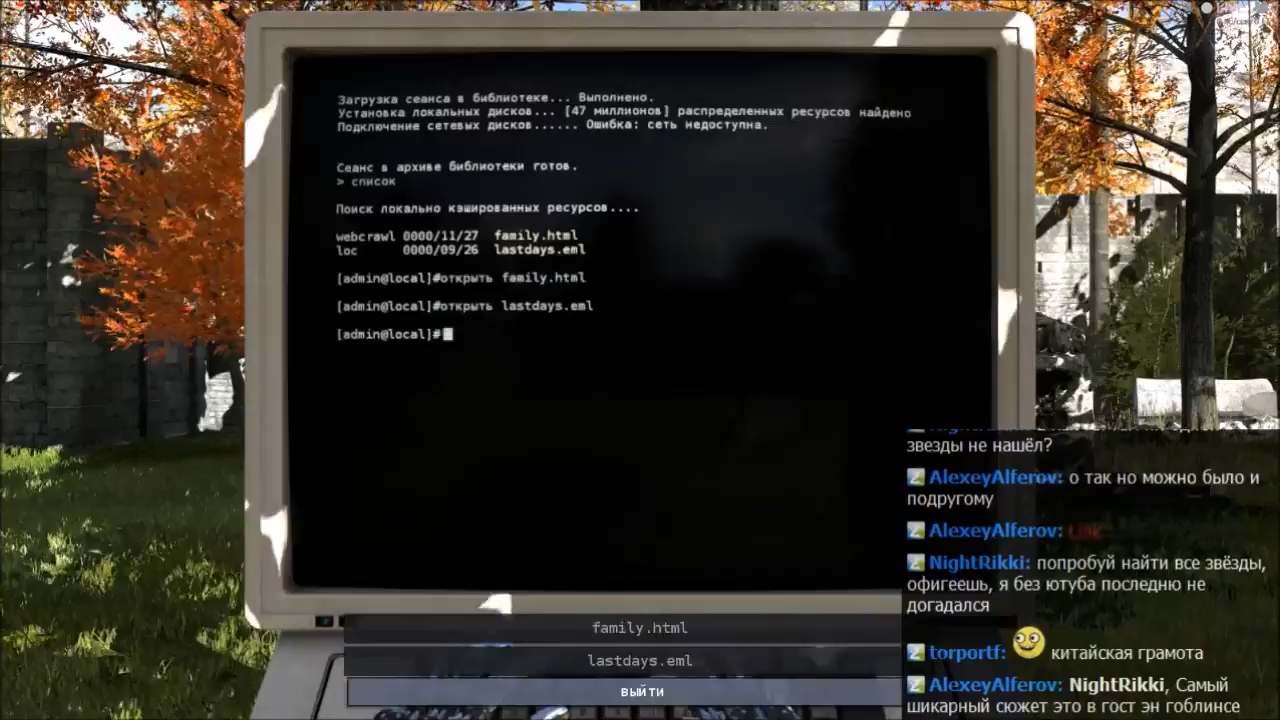 Загрузка сеанса в библиотеке... Выполнено.
Установка локальных дисков... [47 миллионов] распределенных ресурсов найдено
Подключение сетевых дисков...... Ошибка: сеть недоступна.
Сеанс в архиве библиотеки готов.
> список
Поиск локально кэшированных ресурсов....
webcrawl 0000/11/27 family.html
loc 0000/09/26 lastdays.eml
[admin@local]#открыть family.html
[admin@local]#открыть lastdays.eml
[admin@local]#
family.html
lastdays.eml
выйти
звезды не нашёл?
AlexeyAlferov: о так но можно было и
подругому
AlexeyAlferov: Link
NightRikki: попробуй найти все звёзды,
офигеешь, я без ютуба последню не
догадался
torportf: китайская грамота
AlexeyAlferov: NightRikki, Самый
шикарный сюжет это в гост эн гоблинсе